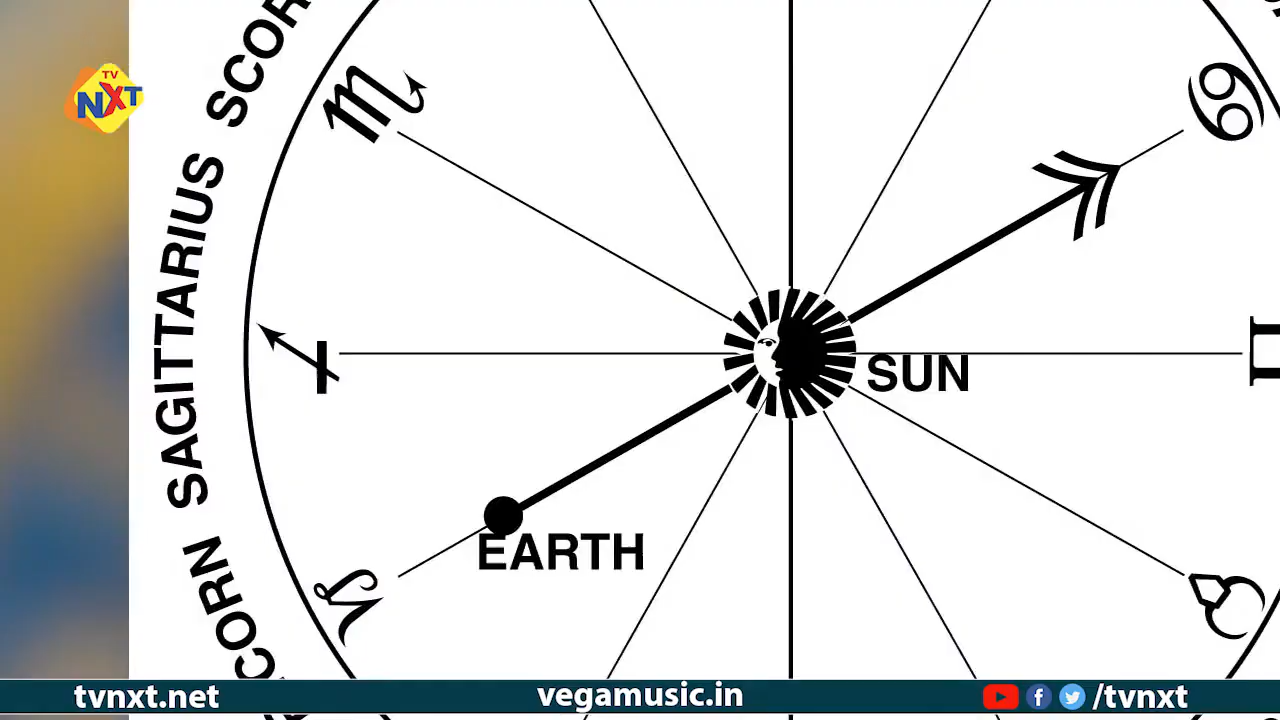 TV
NXT
SCOR
SAGITTARIUS
CORN
SUN
EARTH
tvnxt.net
vegamusic.in
/tvnxt